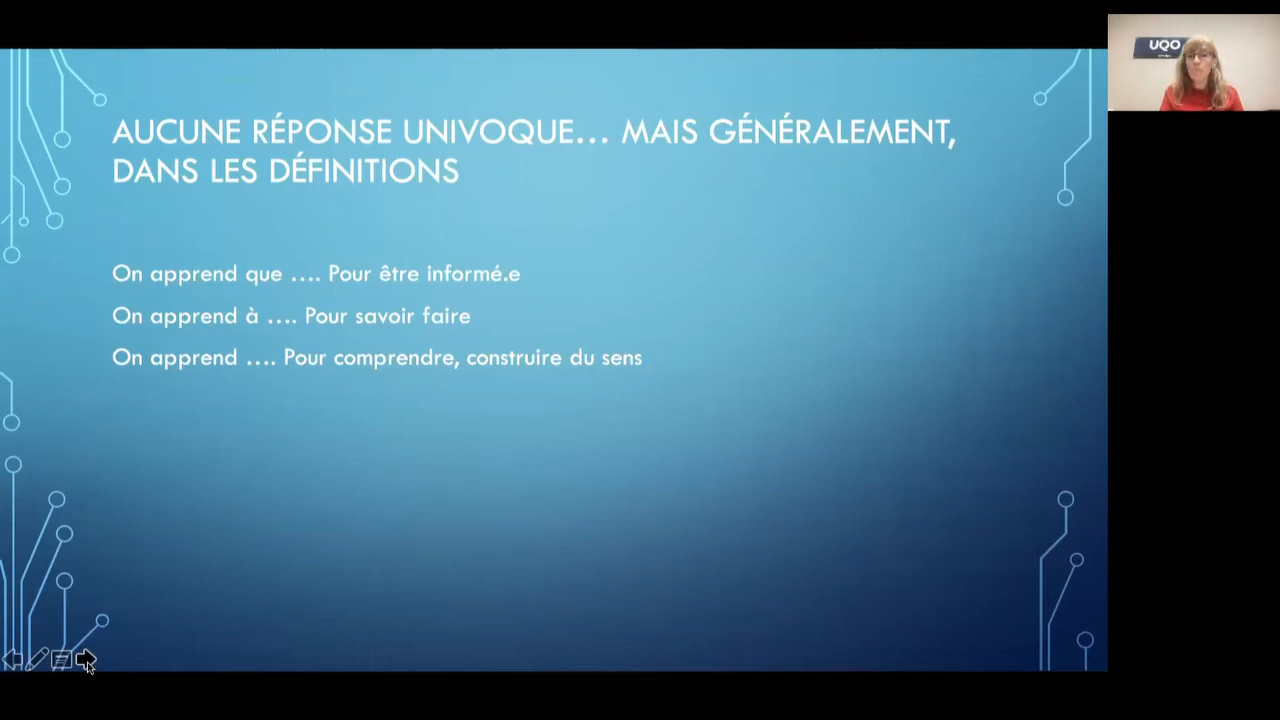 AUCUNE RÉPONSE UNIVOQUE... MAIS GÉNÉRALEMENT,
DANS LES DÉFINITIONS
On apprend que .... Pour être informé.e
On apprend à .... Pour savoir faire
On apprend .... Pour comprendre, construire du sens
UQO